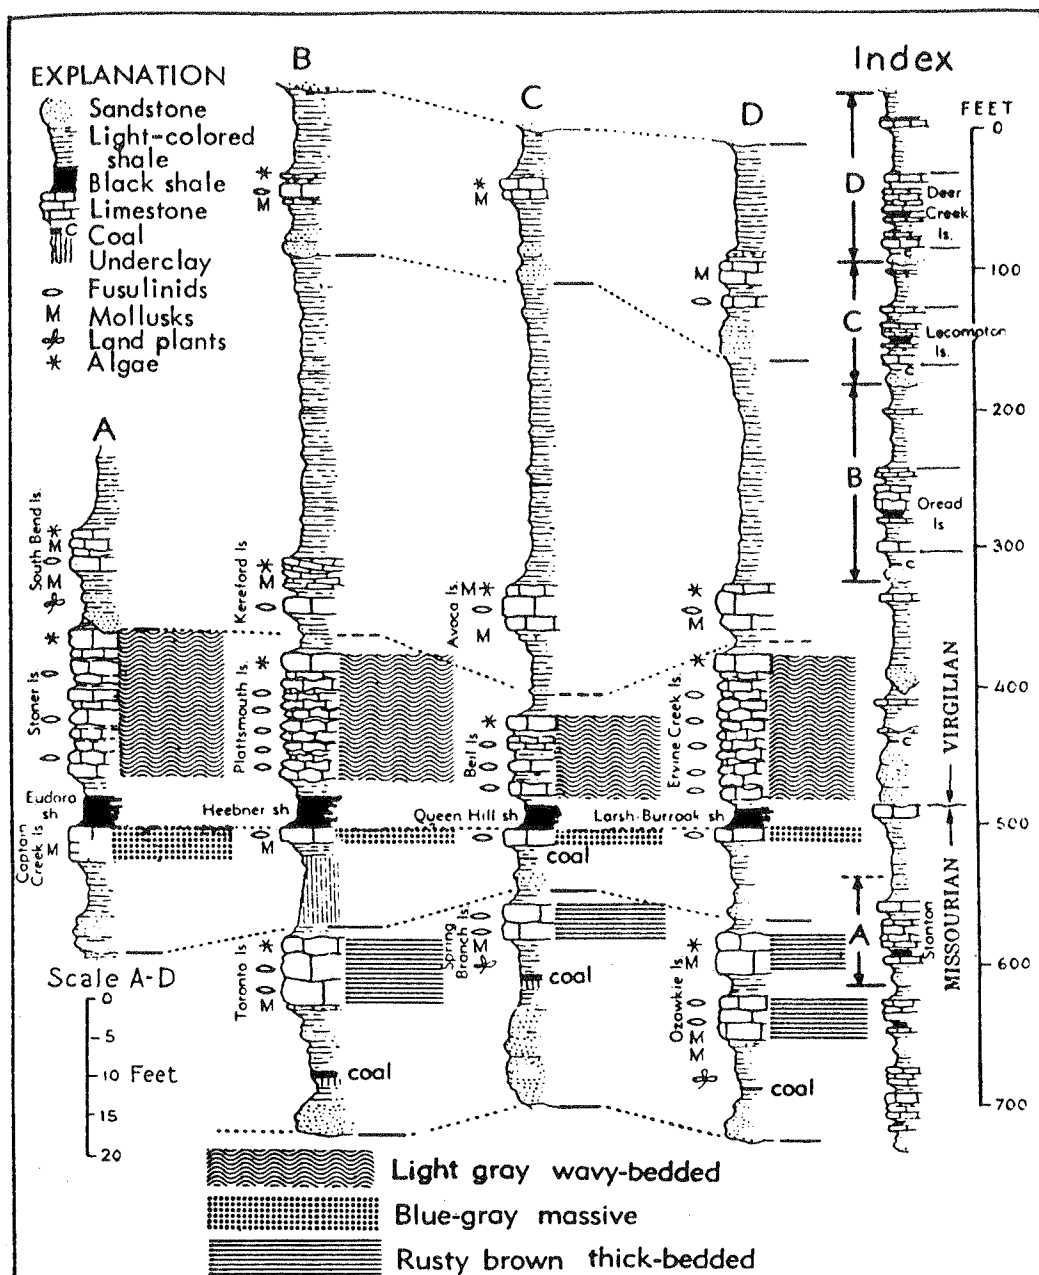 EXPLANATION
Sandstone
Light-colored
shale
Black shale
Limestone
C Coal
Underclay
Fusulinids
M Mollusks
Land plants
* Algae
A
South Bend ls.
*
M
M
*
Stoner ls
Eudora
sh
Captain
Creek ls
M
Scale A-D
0
5
10 Feet
15
20
B
*
M
Kereford ls
*
M
Plattsmouth ls.
*
Heebner sh
M
Toronto ls
*
M
coal
C
*
M
Avoca ls.
M *
M
Beil ls
*
Queen Hill sh
coal
Spring
Branch ls
M
coal
D
M
*
M
Ervine Creek ls.
*
Larsh-Burroak sh
Ozawkie ls.
*
M
M
M
coal
Index
FEET
0
100
200
300
400
500
600
700
D
C
B
A
Deer
Creek
ls.
c
Lecompton
ls.
c
Oread
ls
c
c
Stanton
VIRGILIAN
MISSOURIAN
Light gray wavy-bedded
Blue-gray massive
Rusty brown thick-bedded